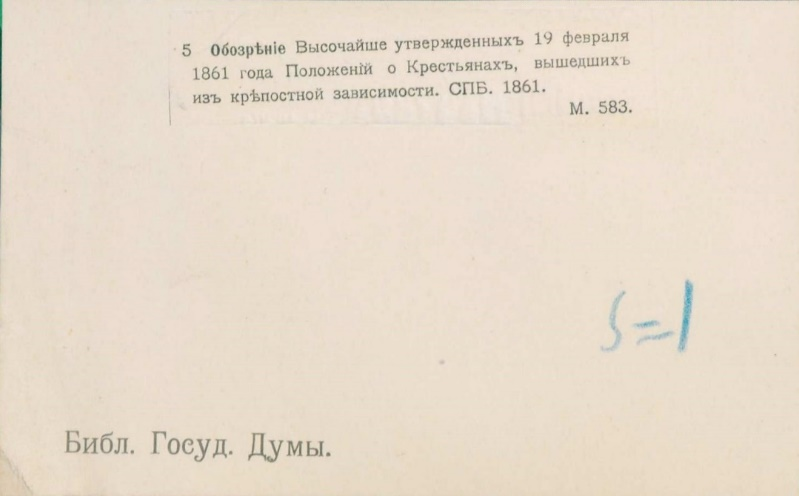 5 Обозрѣніе Высочайше утвержденныхъ 19 февраля
1861 года Положеній о Крестьянахъ, вышедшихъ
изъ крѣпостной зависимости. СПБ. 1861.
М. 583.
S=1
Библ. Госуд. Думы.